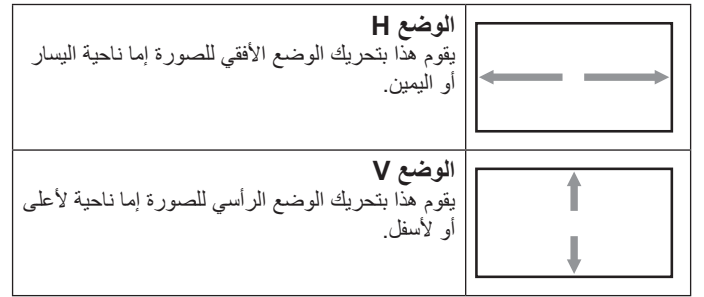 الوضع H
يقوم هذا بتحريك الوضع الأفقي للصورة إما ناحية اليسار
أو اليمين.
الوضع V
يقوم هذا بتحريك الوضع الرأسي للصورة إما ناحية لأعلى
أو لأسفل.